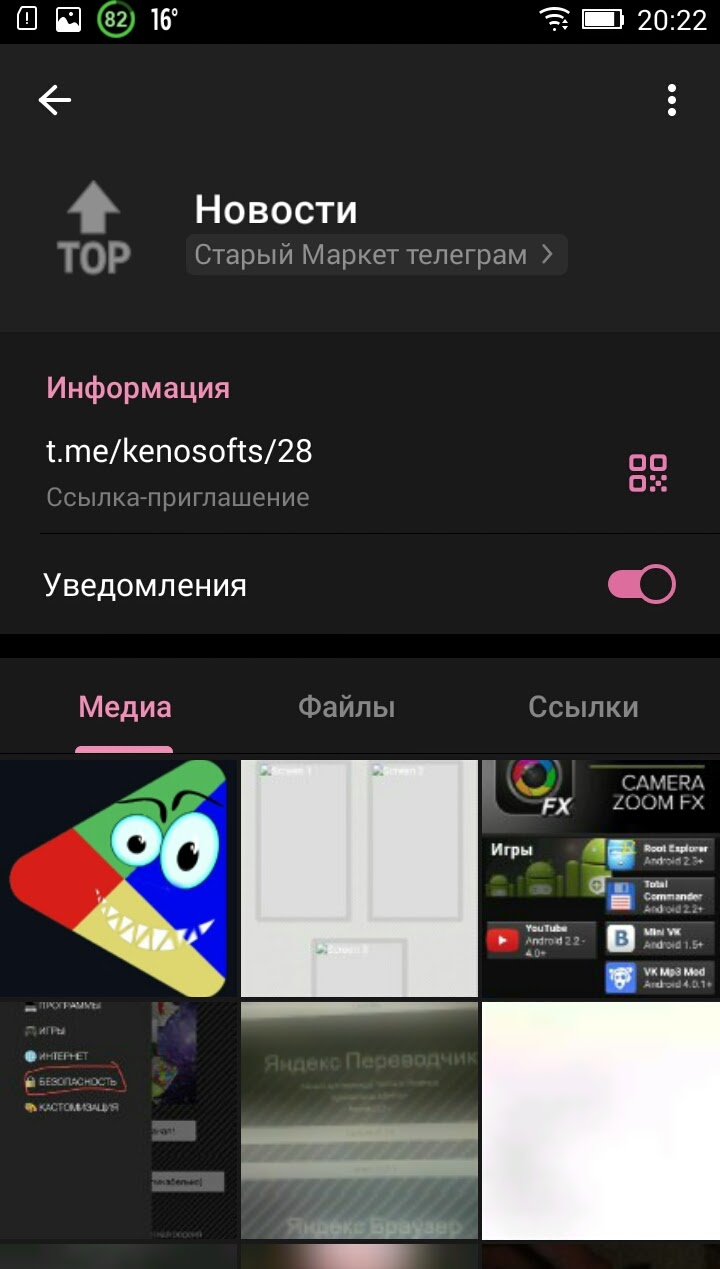 82 16° 20:22
TOP
Новости
Старый Маркет телеграм
Информация
t.me/kenosofts/28
Ссылка-приглашение
Уведомления
Медиа Файлы Ссылки
Screen 1 Screen 2
Screen 3
FX
CAMERA
ZOOM FX
Игры
Root Explorer
Android 2.3+
Total
Commander
Android 2.2+
YouTube
Android 2.2 -
4.0+
Mini VK
Android 1.5+
VK Mp3 Mod
Android 4.0.1+
ПРОГРАММЫ
ИГРЫ
ИНТЕРНЕТ
БЕЗОПАСНОСТЬ
КАСТОМИЗАЦИЯ
Яндекс Переводчик
Яндекс Браузер